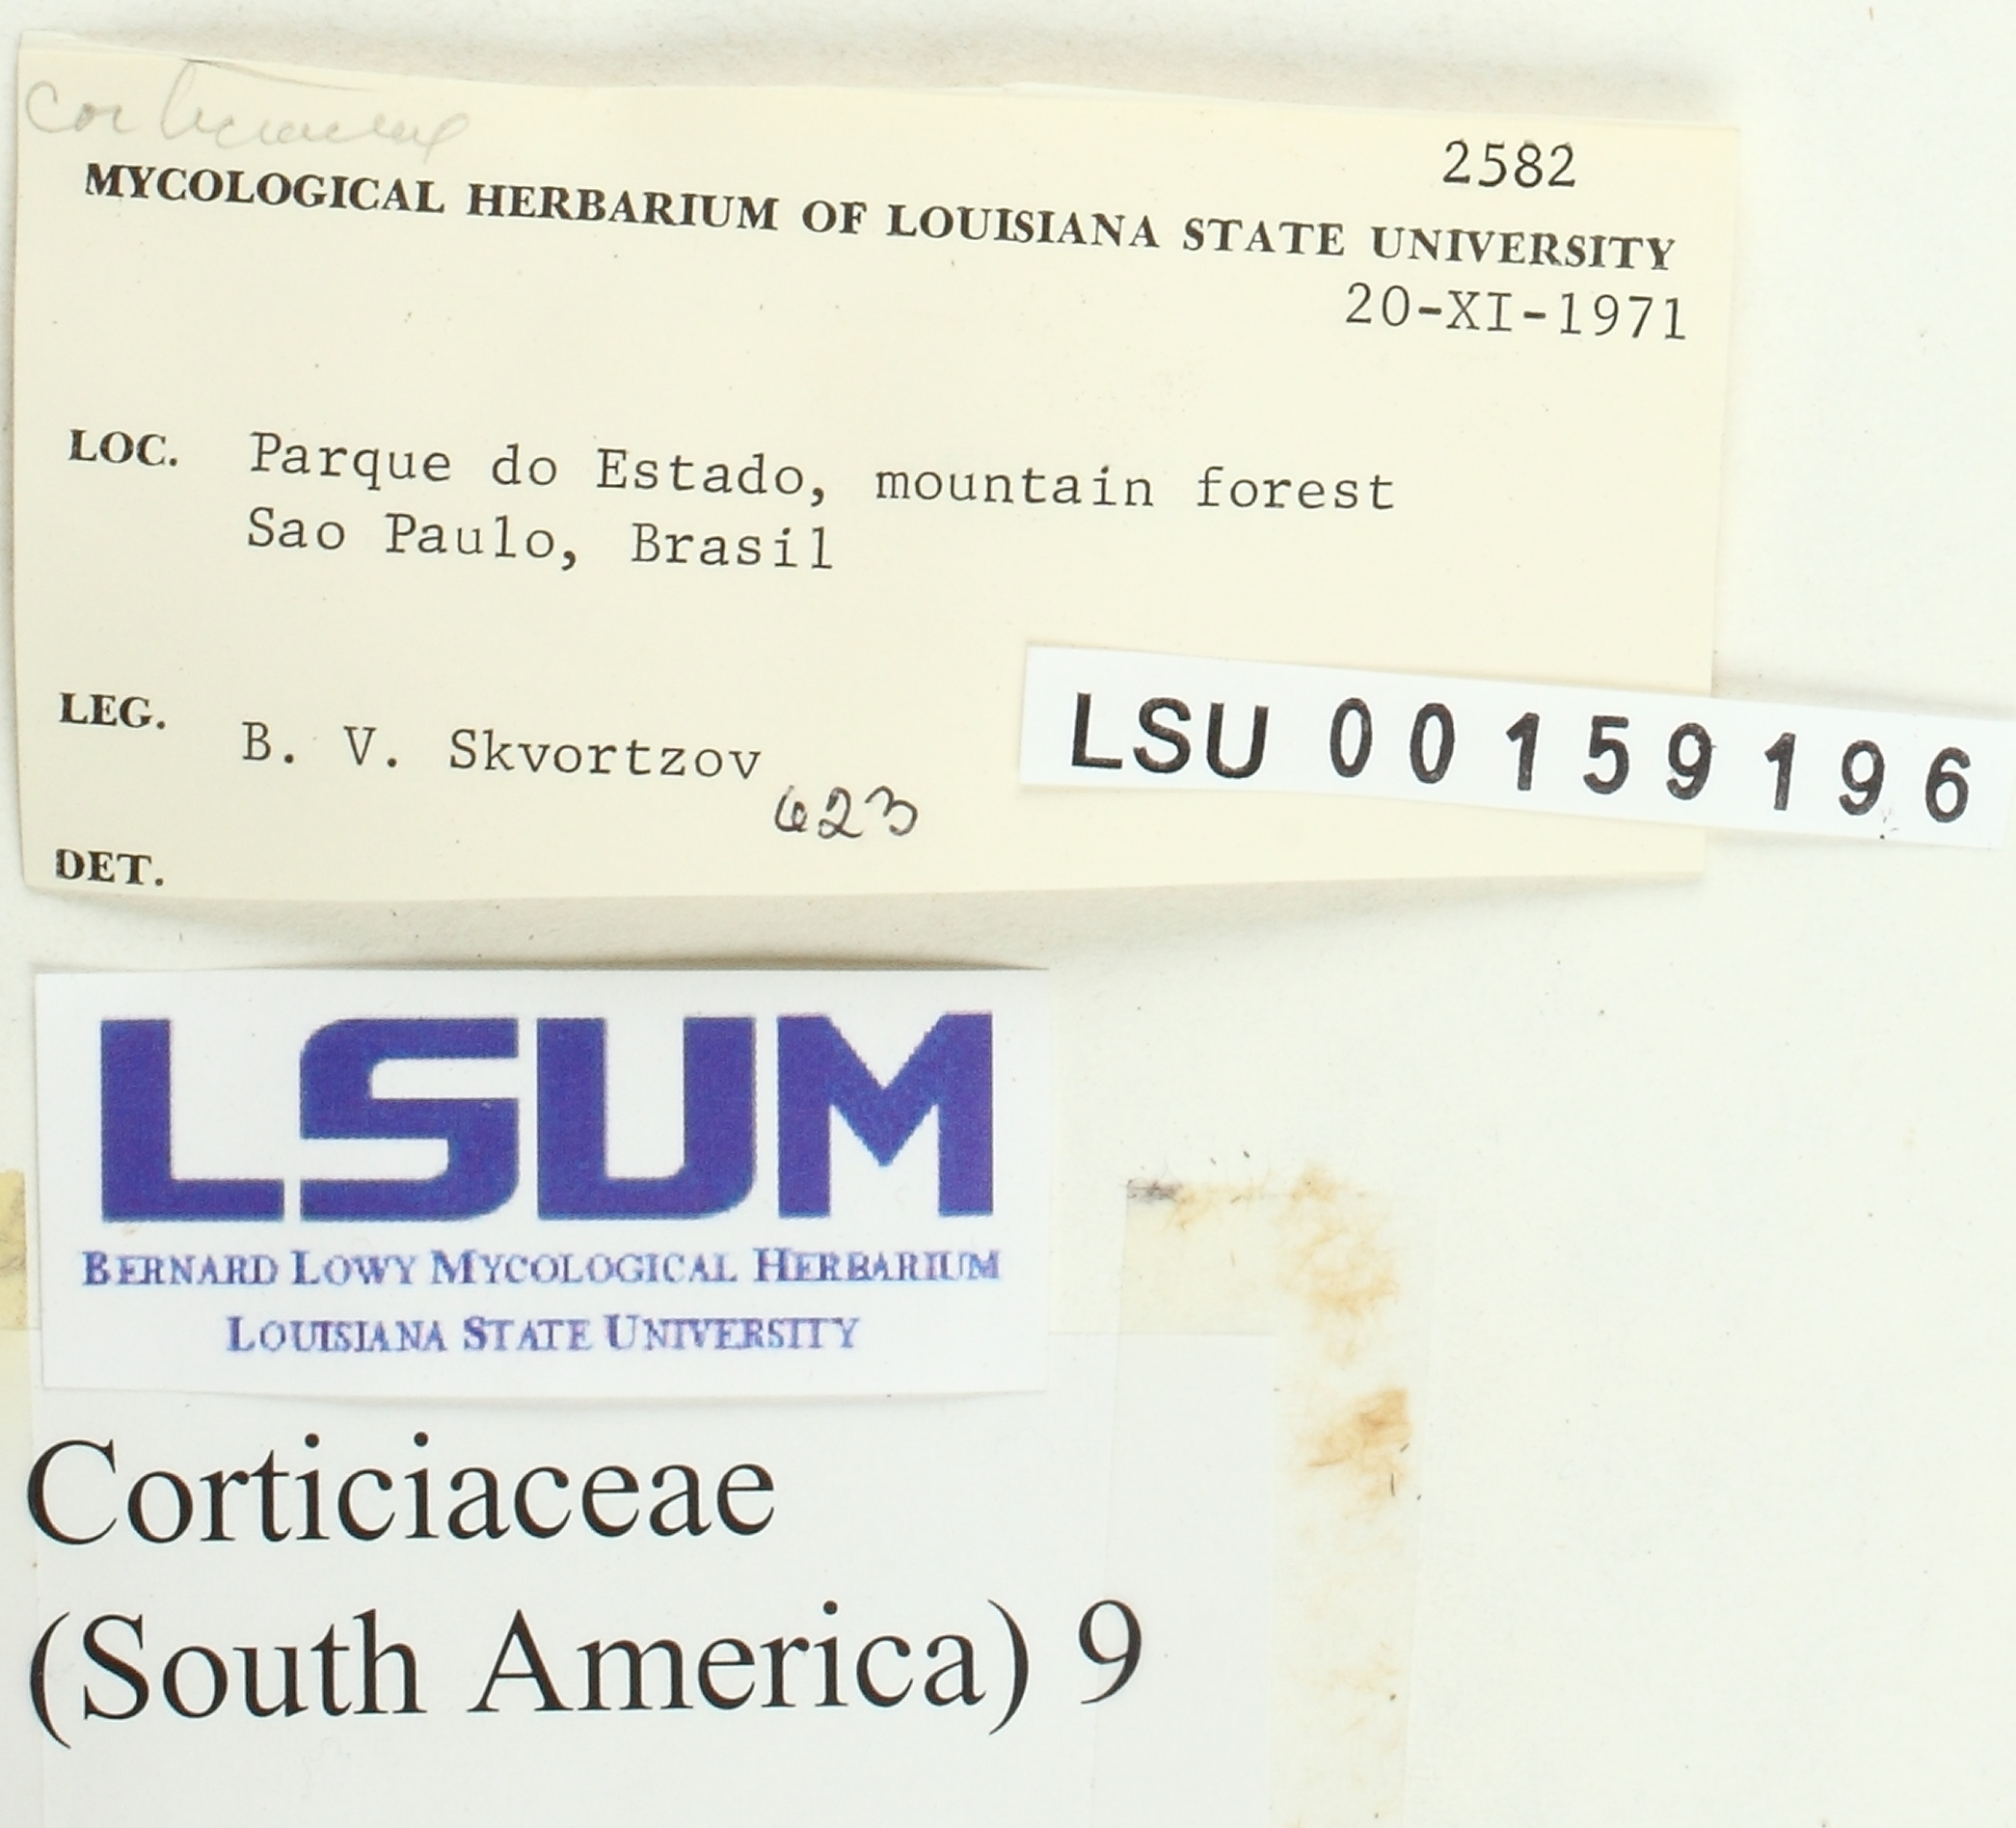 Corticiaceae
2582
MYCOLOGICAL HERBARIUM OF LOUISIANA STATE UNIVERSITY
20-XI-1971
LOC. Parque do Estado, mountain forest
Sao Paulo, Brasil
LEG. B. V. Skvortzov
623
LSU 00159196
DET.
LSUM
BERNARD LOWY MYCOLOGICAL HERBARIUM
LOUISIANA STATE UNIVERSITY
Corticiaceae
(South America) 9